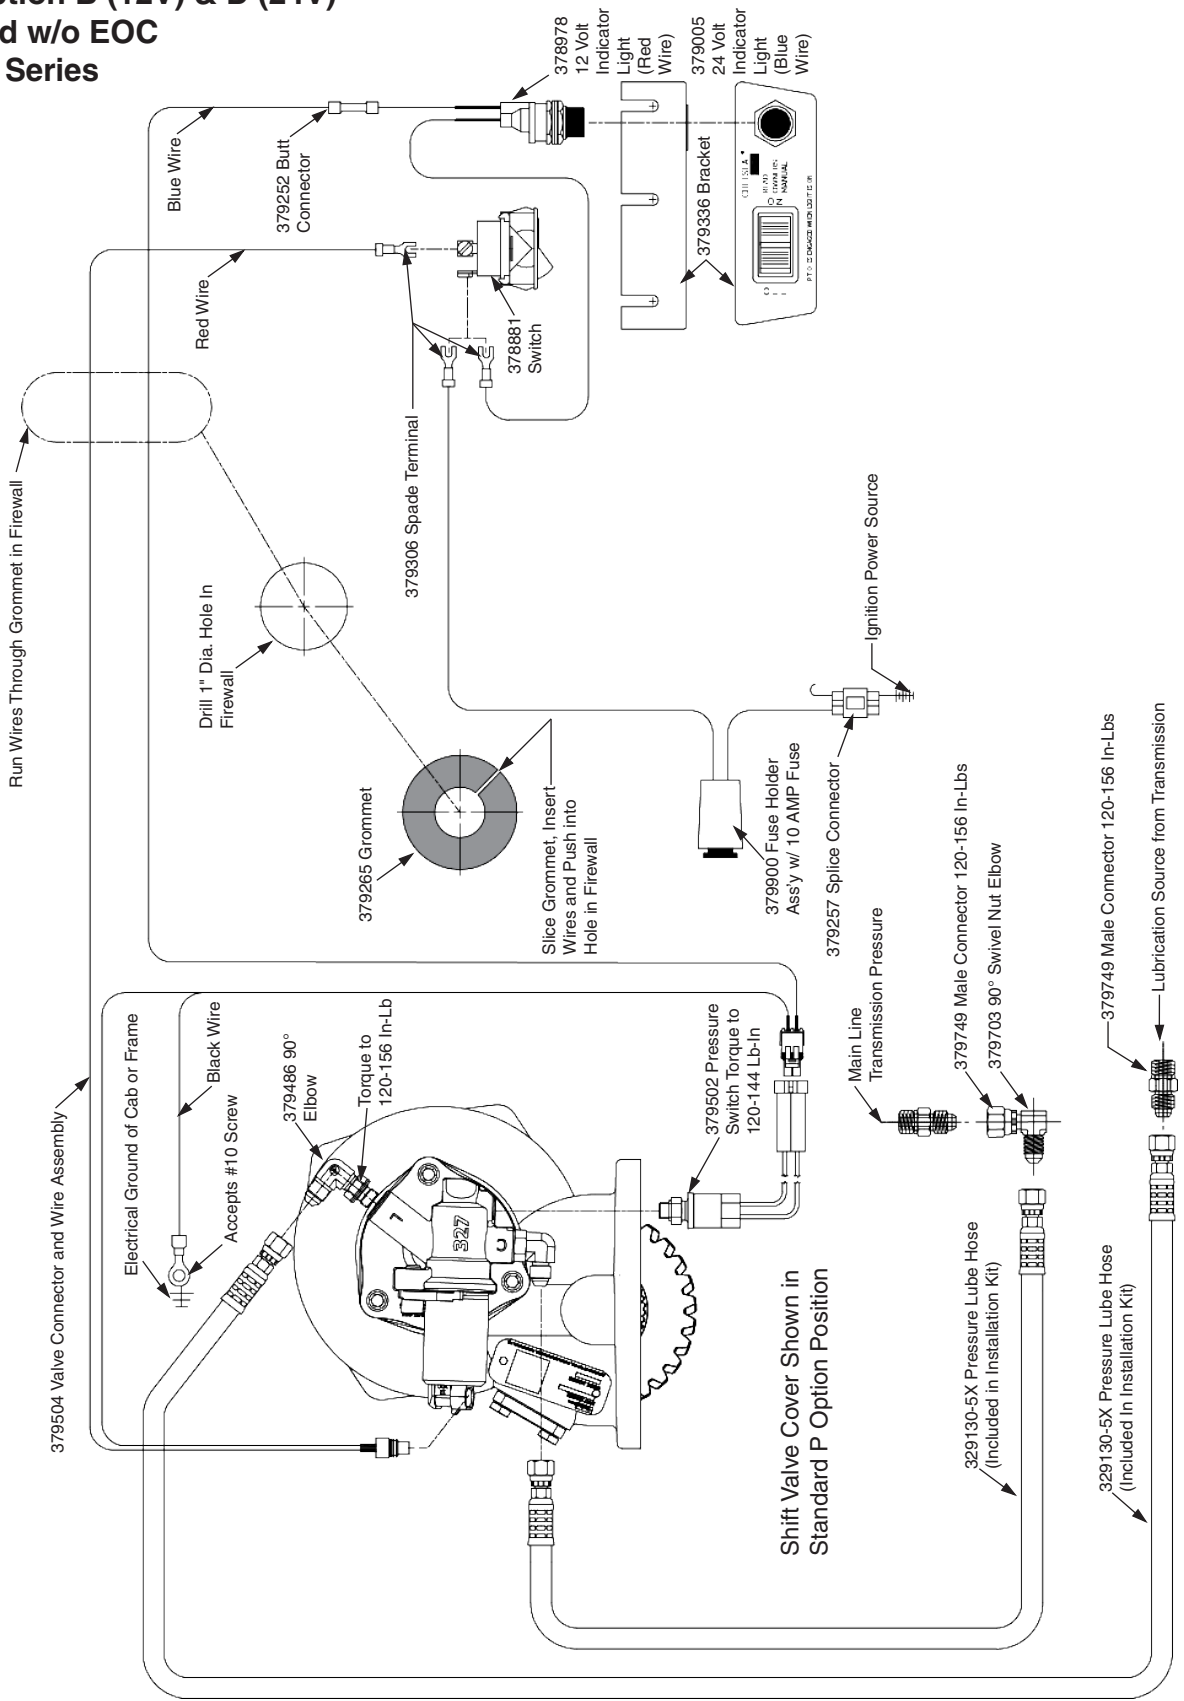 d w/o EOC
Series
378978
12 Volt
Indicator
Light
(Red
Wire)
379005
24 Volt
Indicator
Light
(Blue
Wire)
Blue Wire
379252 Butt
Connector
379336 Bracket
READ
OWNERS
MANUAL
ON
Red Wire
378881
Switch
Run Wires Through Grommet in Firewall
379306 Spade Terminal
Drill 1" Dia. Hole In
Firewall
Ignition Power Source
379265 Grommet
Slice Grommet, Insert
Wires and Push into
Hole in Firewall
379900 Fuse Holder
Ass'y w/ 10 AMP Fuse
379257 Splice Connector
379504 Valve Connector and Wire Assembly
Electrical Ground of Cab or Frame
Accepts #10 Screw
Black Wire
379486 90°
Elbow
Torque to
120-156 In-Lb
379502 Pressure
Switch Torque to
120-144 Lb-In
Main Line
Transmission Pressure
379749 Male Connector 120-156 In-Lbs
379703 90° Swivel Nut Elbow
379749 Male Connector 120-156 In-Lbs
Lubrication Source from Transmission
L
327
C
Shift Valve Cover Shown in
Standard P Option Position
329130-5X Pressure Lube Hose
(Included in Installation Kit)
329130-5X Pressure Lube Hose
(Included In Installation Kit)